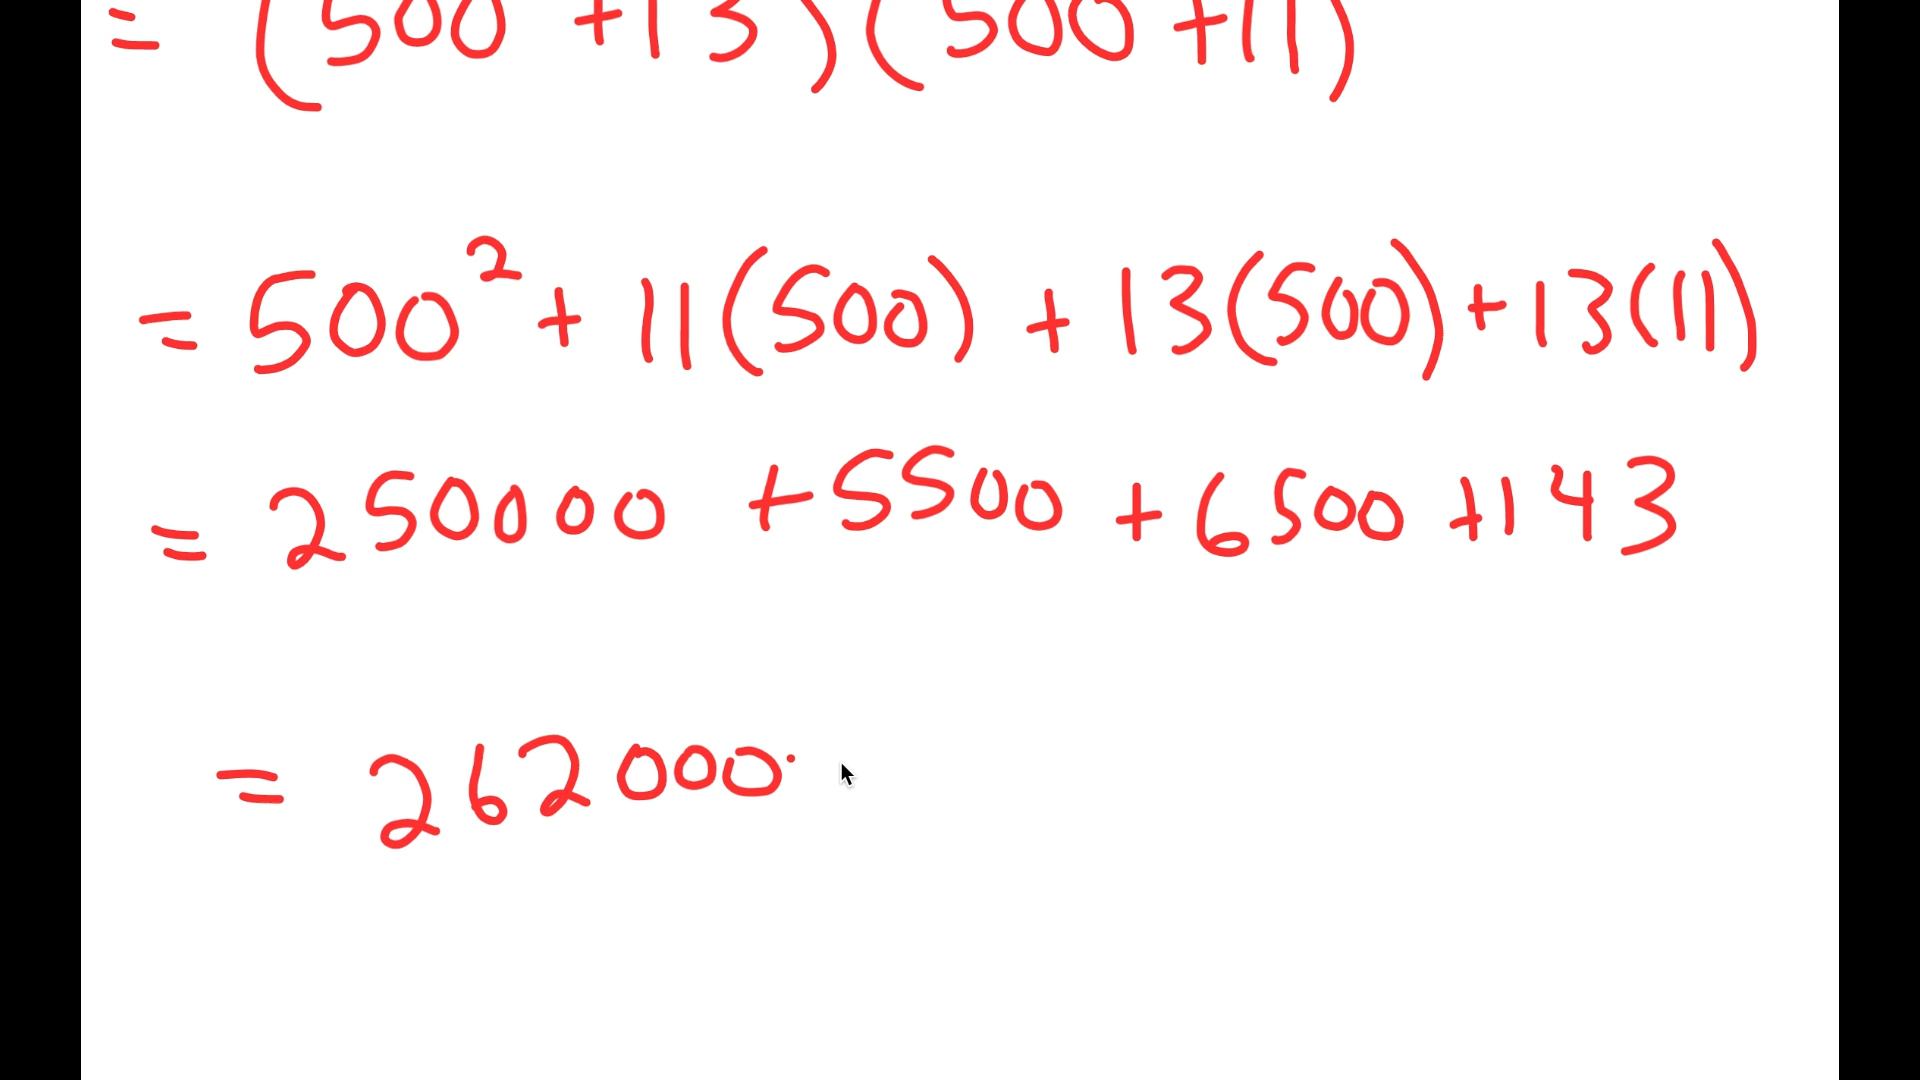 = (500 +13)(500 +11)
= 500² + 11(500) + 13(500) + 13(11)
= 250000 + 5500 + 6500 + 143
= 262000